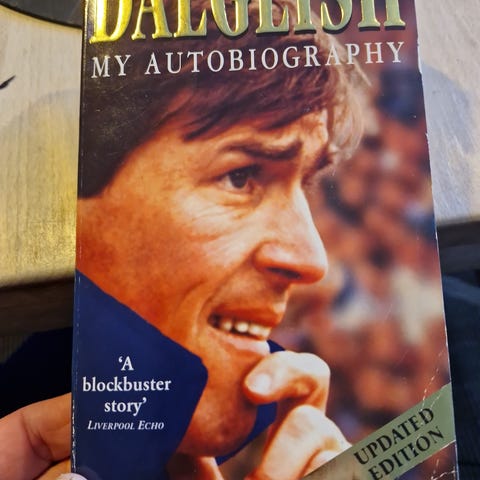 DALGLISH
MY AUTOBIOGRAPHY
'A
blockbuster
story'
LIVERPOOL ECHO
UPDATED
EDITION